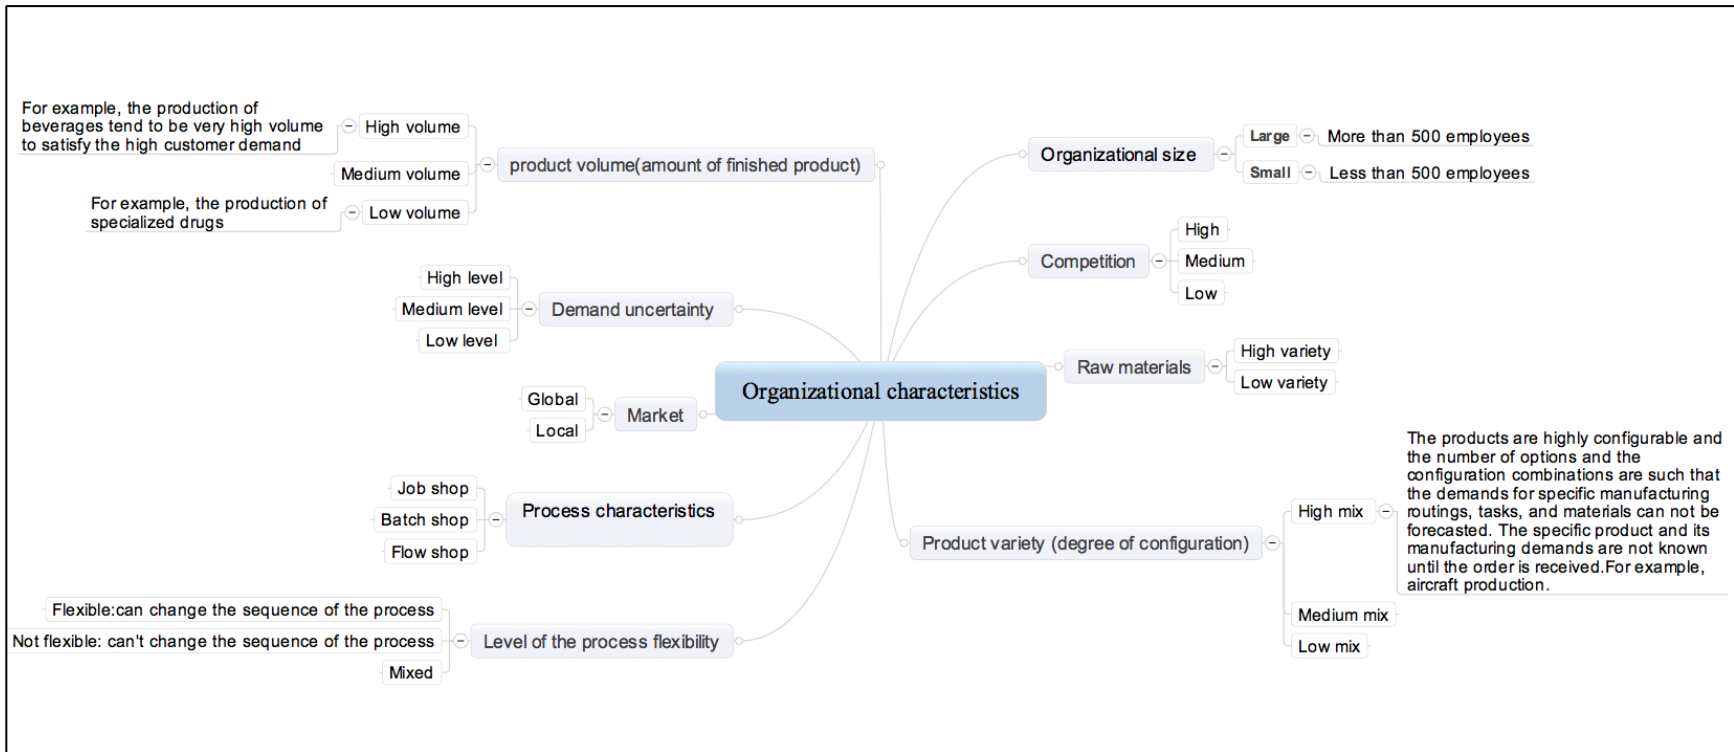 For example, the production of
beverages tend to be very high volume
to satisfy the high customer demand
High volume
Medium volume
For example, the production of
specialized drugs
Low volume
product volume(amount of finished product)
High level
Medium level
Low level
Demand uncertainty
Global
Local
Market
Job shop
Batch shop
Flow shop
Process characteristics
Flexible:can change the sequence of the process
Not flexible: can't change the sequence of the process
Mixed
Level of the process flexibility
Organizational characteristics
Organizational size
Large
More than 500 employees
Small
Less than 500 employees
Competition
High
Medium
Low
Raw materials
High variety
Low variety
Product variety (degree of configuration)
High mix
The products are highly configurable and
the number of options and the
configuration combinations are such that
the demands for specific manufacturing
routings, tasks, and materials can not be
forecasted. The specific product and its
manufacturing demands are not known
until the order is received.For example,
aircraft production.
Medium mix
Low mix